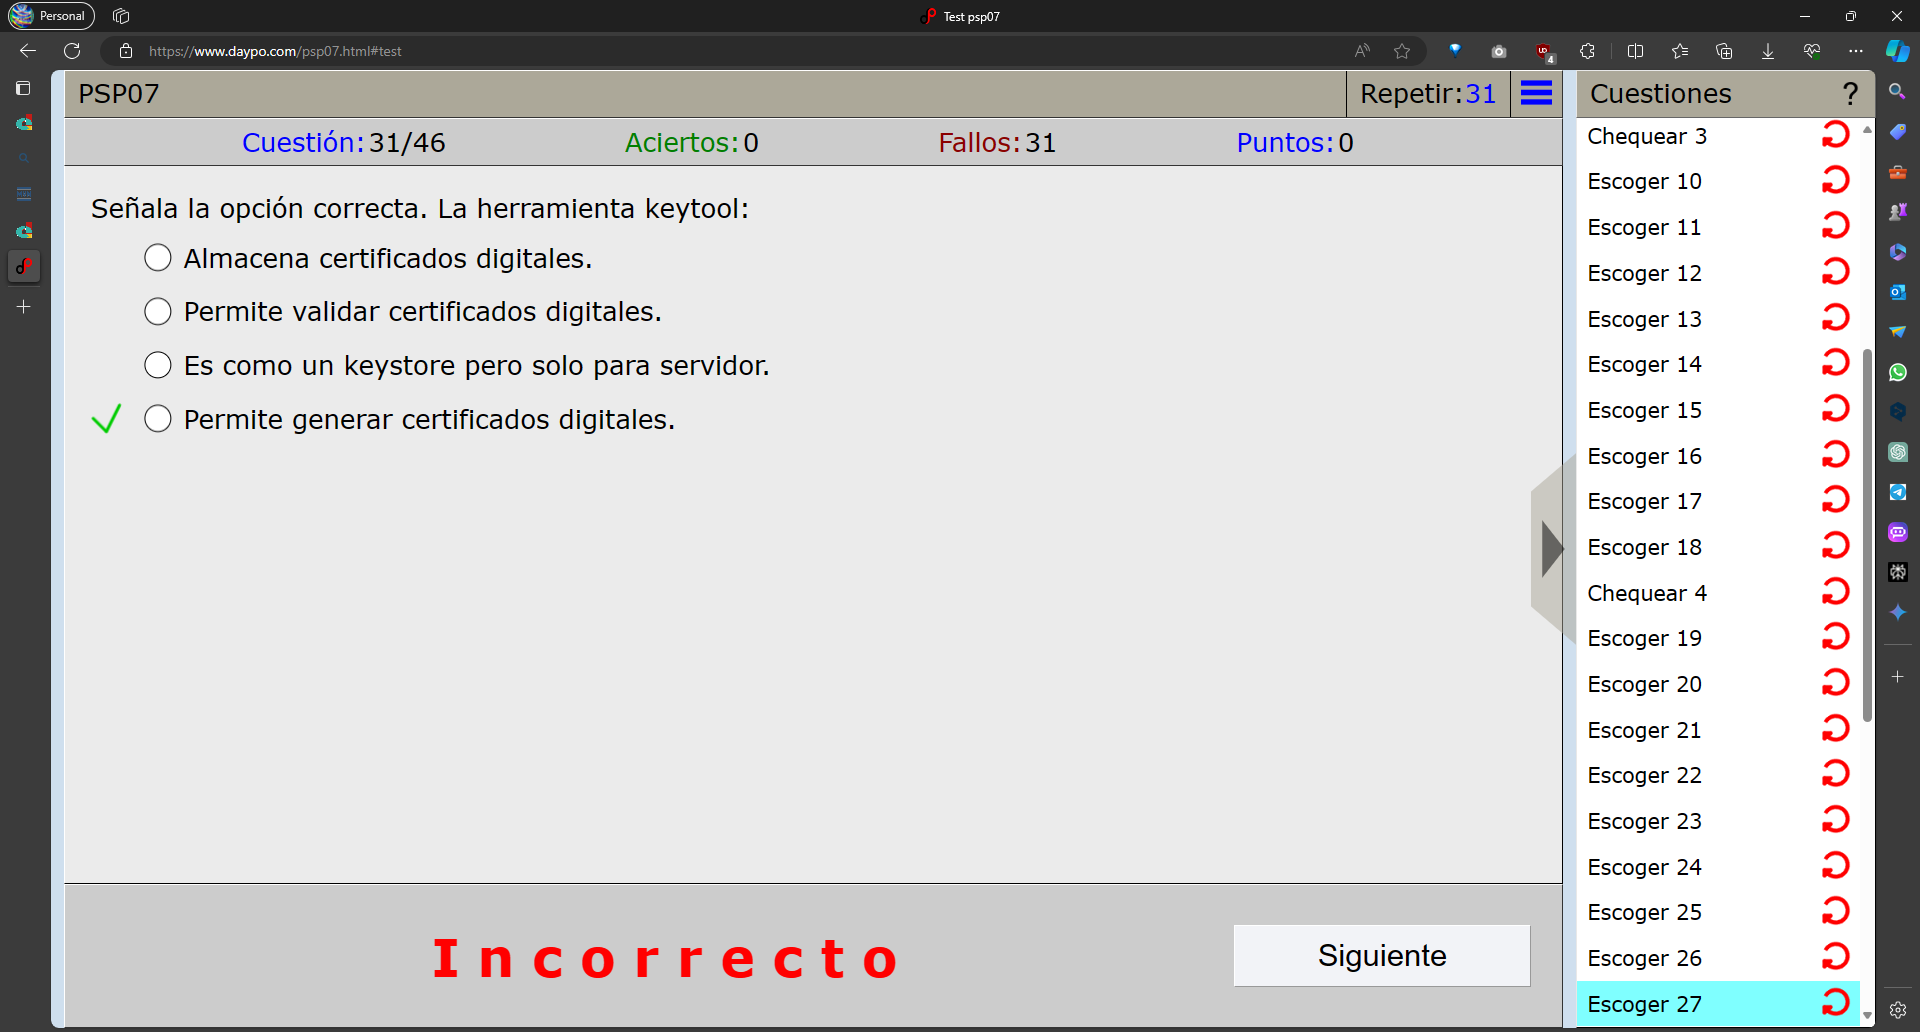 Personal
Test psp07
https://www.daypo.com/psp07.html#test
4
PSP07
Repetir:31
Cuestión:31/46
Aciertos:0
Fallos:31
Puntos:0
Señala la opción correcta. La herramienta keytool:
Almacena certificados digitales.
Permite validar certificados digitales.
Es como un keystore pero solo para servidor.
Permite generar certificados digitales.
Incorrecto
Siguiente
Cuestiones
?
Chequear 3
Escoger 10
Escoger 11
Escoger 12
Escoger 13
Escoger 14
Escoger 15
Escoger 16
Escoger 17
Escoger 18
Chequear 4
Escoger 19
Escoger 20
Escoger 21
Escoger 22
Escoger 23
Escoger 24
Escoger 25
Escoger 26
Escoger 27